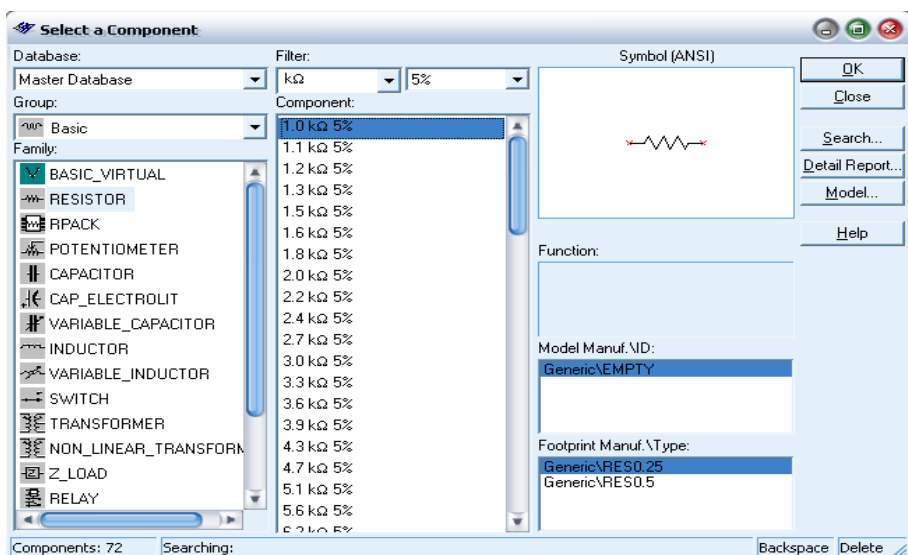 Select a Component
Database:
Master Database
Group:
Basic
Family:
BASIC_VIRTUAL
RESISTOR
RPACK
POTENTIOMETER
CAPACITOR
CAP_ELECTROLIT
VARIABLE_CAPACITOR
INDUCTOR
VARIABLE_INDUCTOR
SWITCH
TRANSFORMER
NON_LINEAR_TRANSFORM
Z_LOAD
RELAY
Filter:
kΩ 5%
Component:
1.0 kΩ 5%
1.1 kΩ 5%
1.2 kΩ 5%
1.3 kΩ 5%
1.5 kΩ 5%
1.6 kΩ 5%
1.8 kΩ 5%
2.0 kΩ 5%
2.2 kΩ 5%
2.4 kΩ 5%
2.7 kΩ 5%
3.0 kΩ 5%
3.3 kΩ 5%
3.6 kΩ 5%
3.9 kΩ 5%
4.3 kΩ 5%
4.7 kΩ 5%
5.1 kΩ 5%
5.6 kΩ 5%
6.2 kΩ 5%
Symbol (ANSI)
Function:
Model Manuf.\ID:
Generic\EMPTY
Footprint Manuf.\Type:
Generic\RES0.25
Generic\RES0.5
OK
Close
Search...
Detail Report...
Model...
Help
Components: 72
Searching:
Backspace
Delete